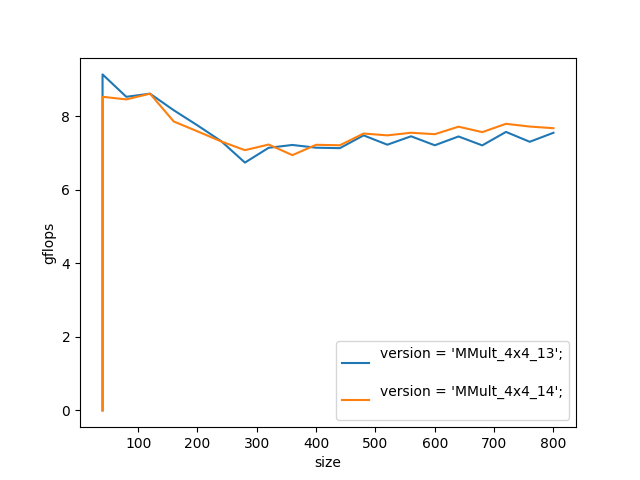 gflops
8
6
4
2
0
version = 'MMult_4x4_13';
version = 'MMult_4x4_14';
100 200 300 400 500 600 700 800
size